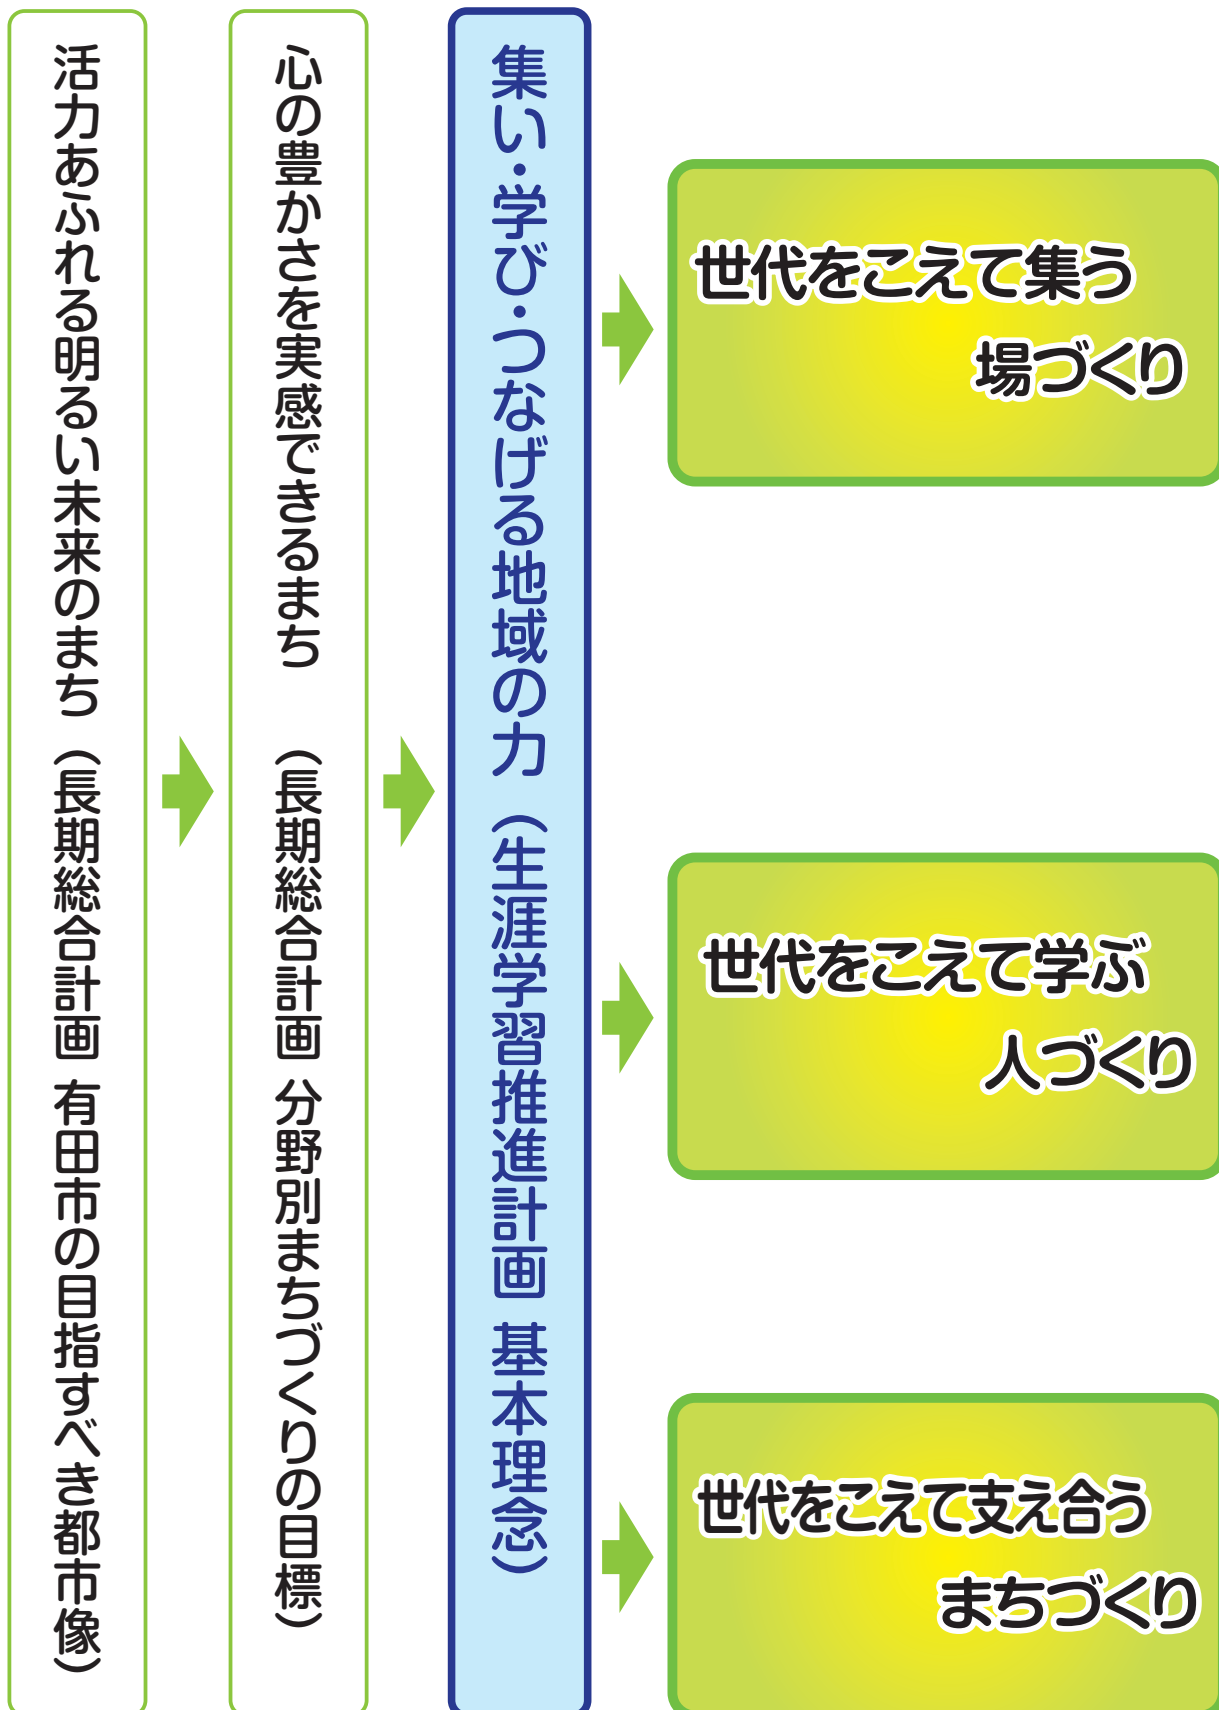 活力あふれる明るい未来のまち（長期総合計画 有田市の目指すべき都市像）
心の豊かさを実感できるまち （長期総合計画 分野別まちづくりの目標）
集い・学び・つなげる地域の力（生涯学習推進計画 基本理念）
世代をこえて集う
場づくり
世代をこえて学ぶ
人づくり
世代をこえて支え合う
まちづくり